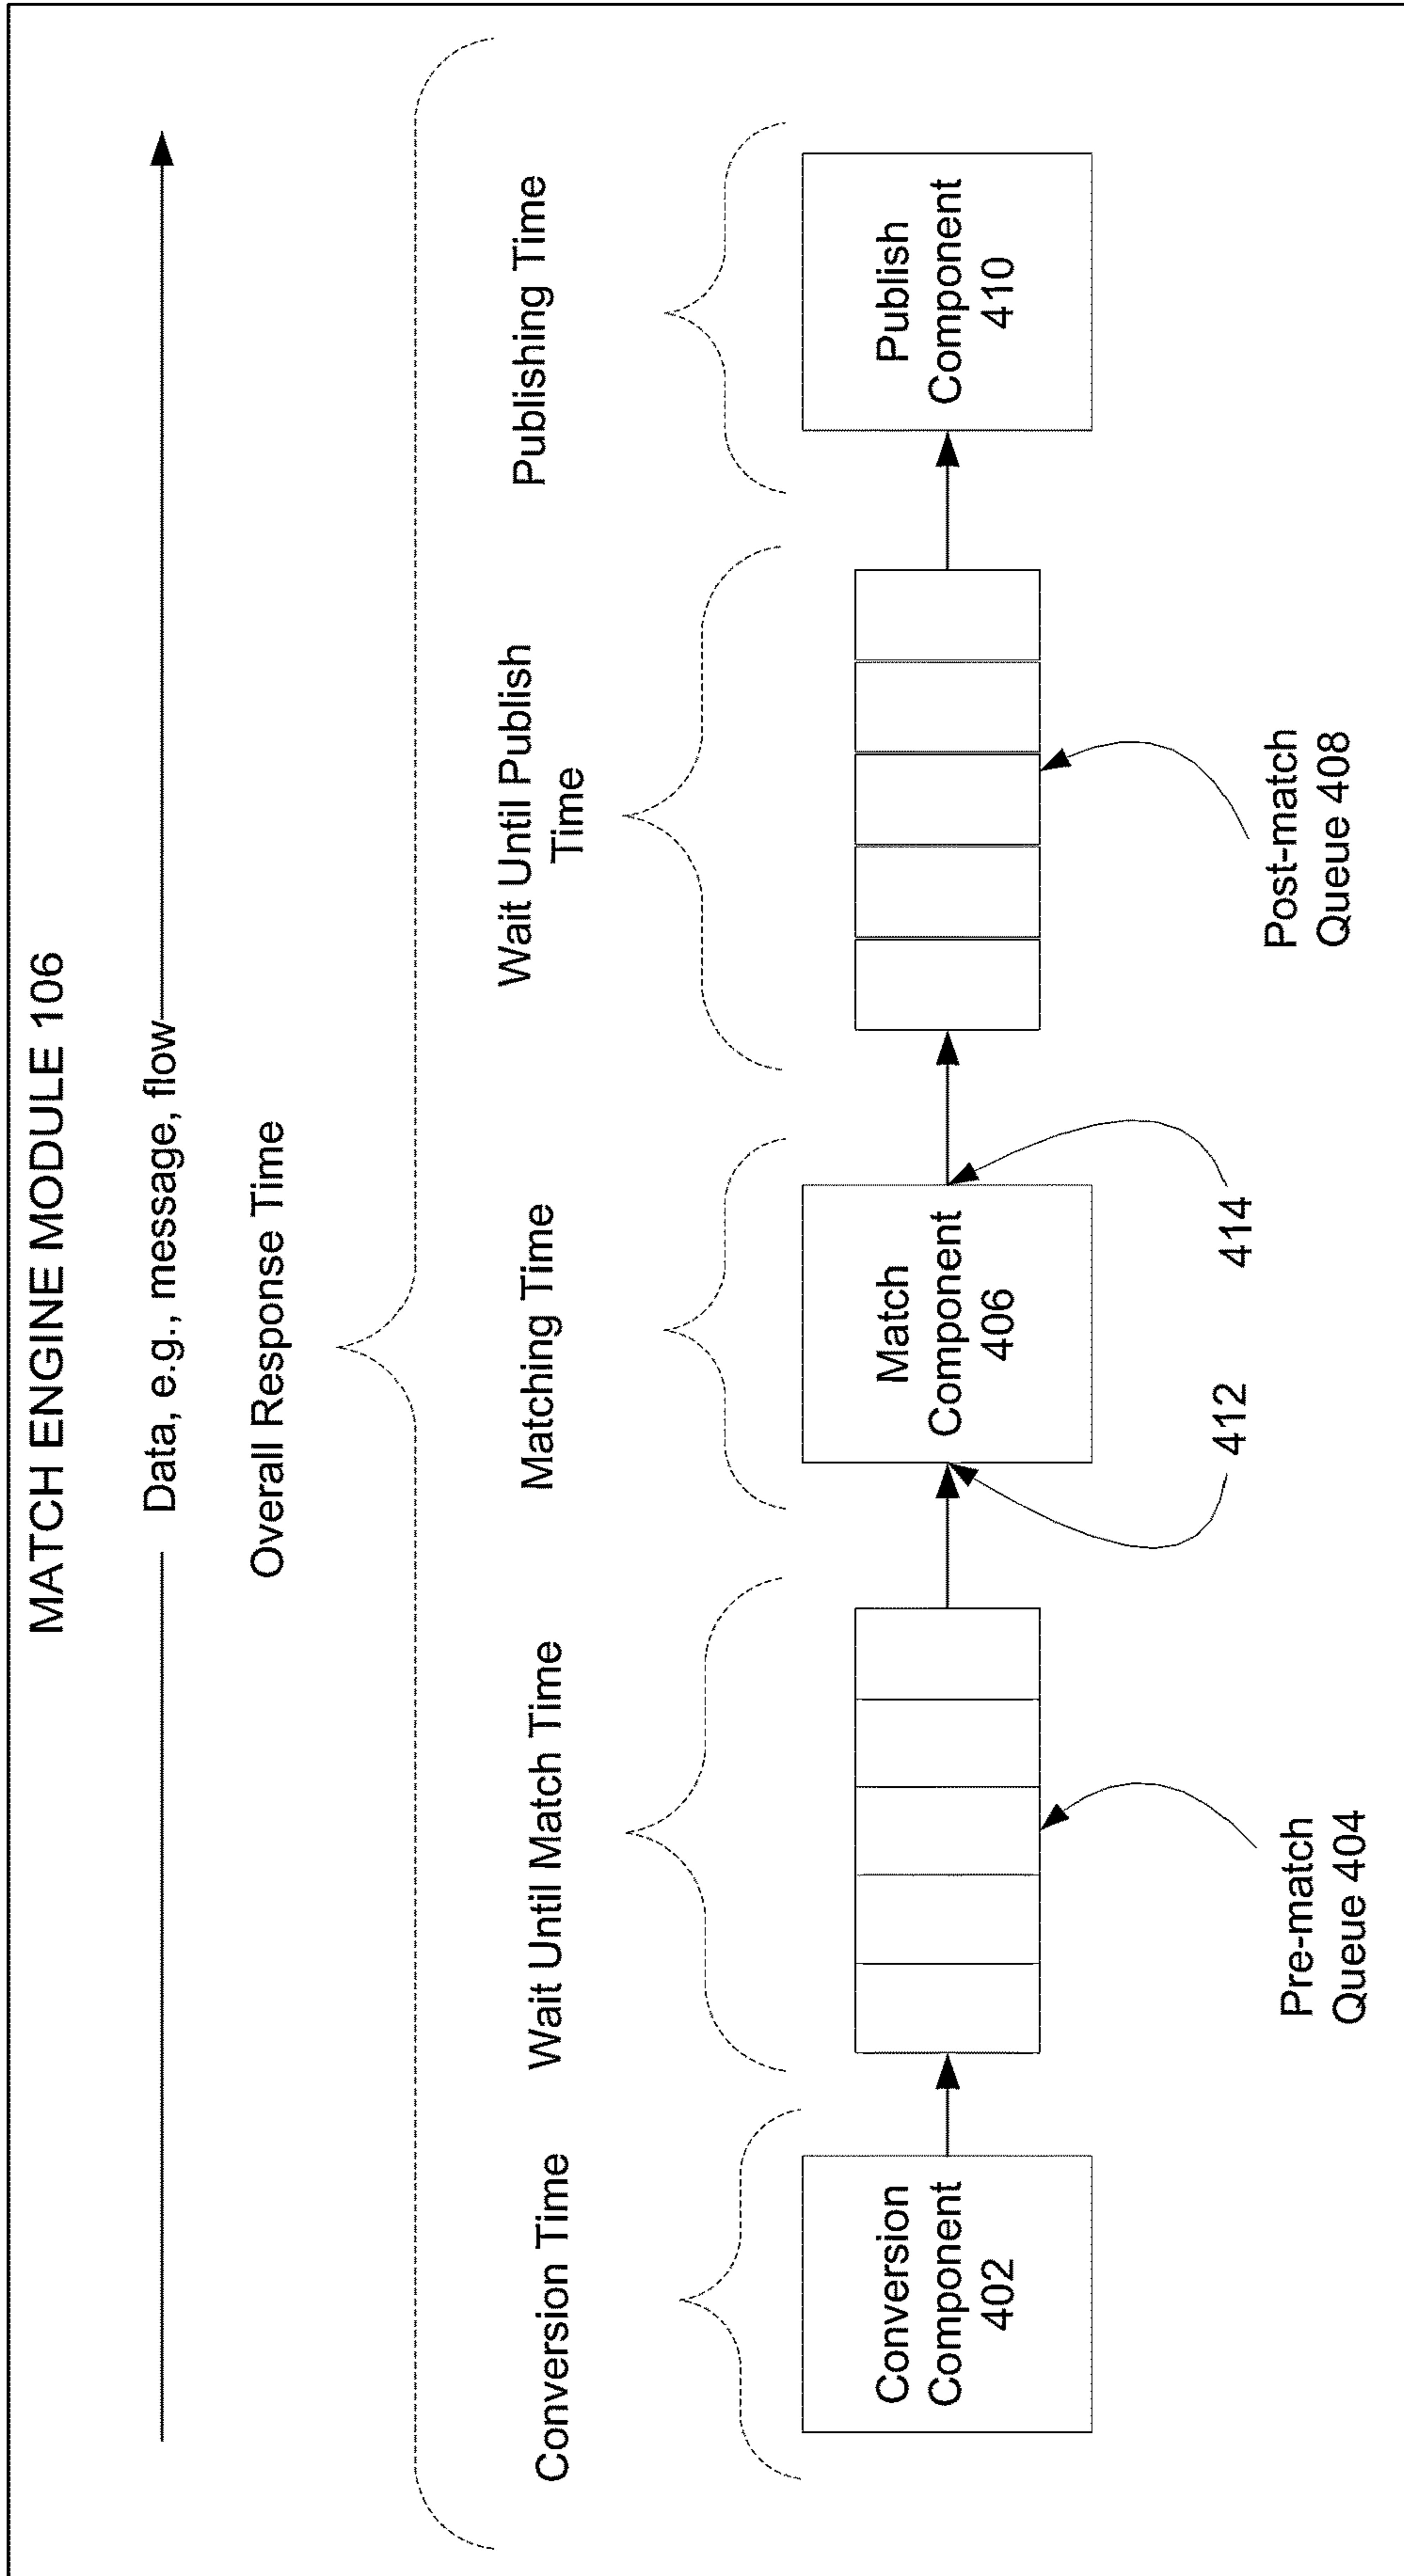 MATCH ENGINE MODULE 106
Data, e.g., message, flow
Overall Response Time
Conversion Time
Wait Until Match Time
Matching Time
Wait Until Publish
Time
Publishing Time
Conversion
Component
402
Match
Component
406
Publish
Component
410
Pre-match
Queue 404
412
414
Post-match
Queue 408